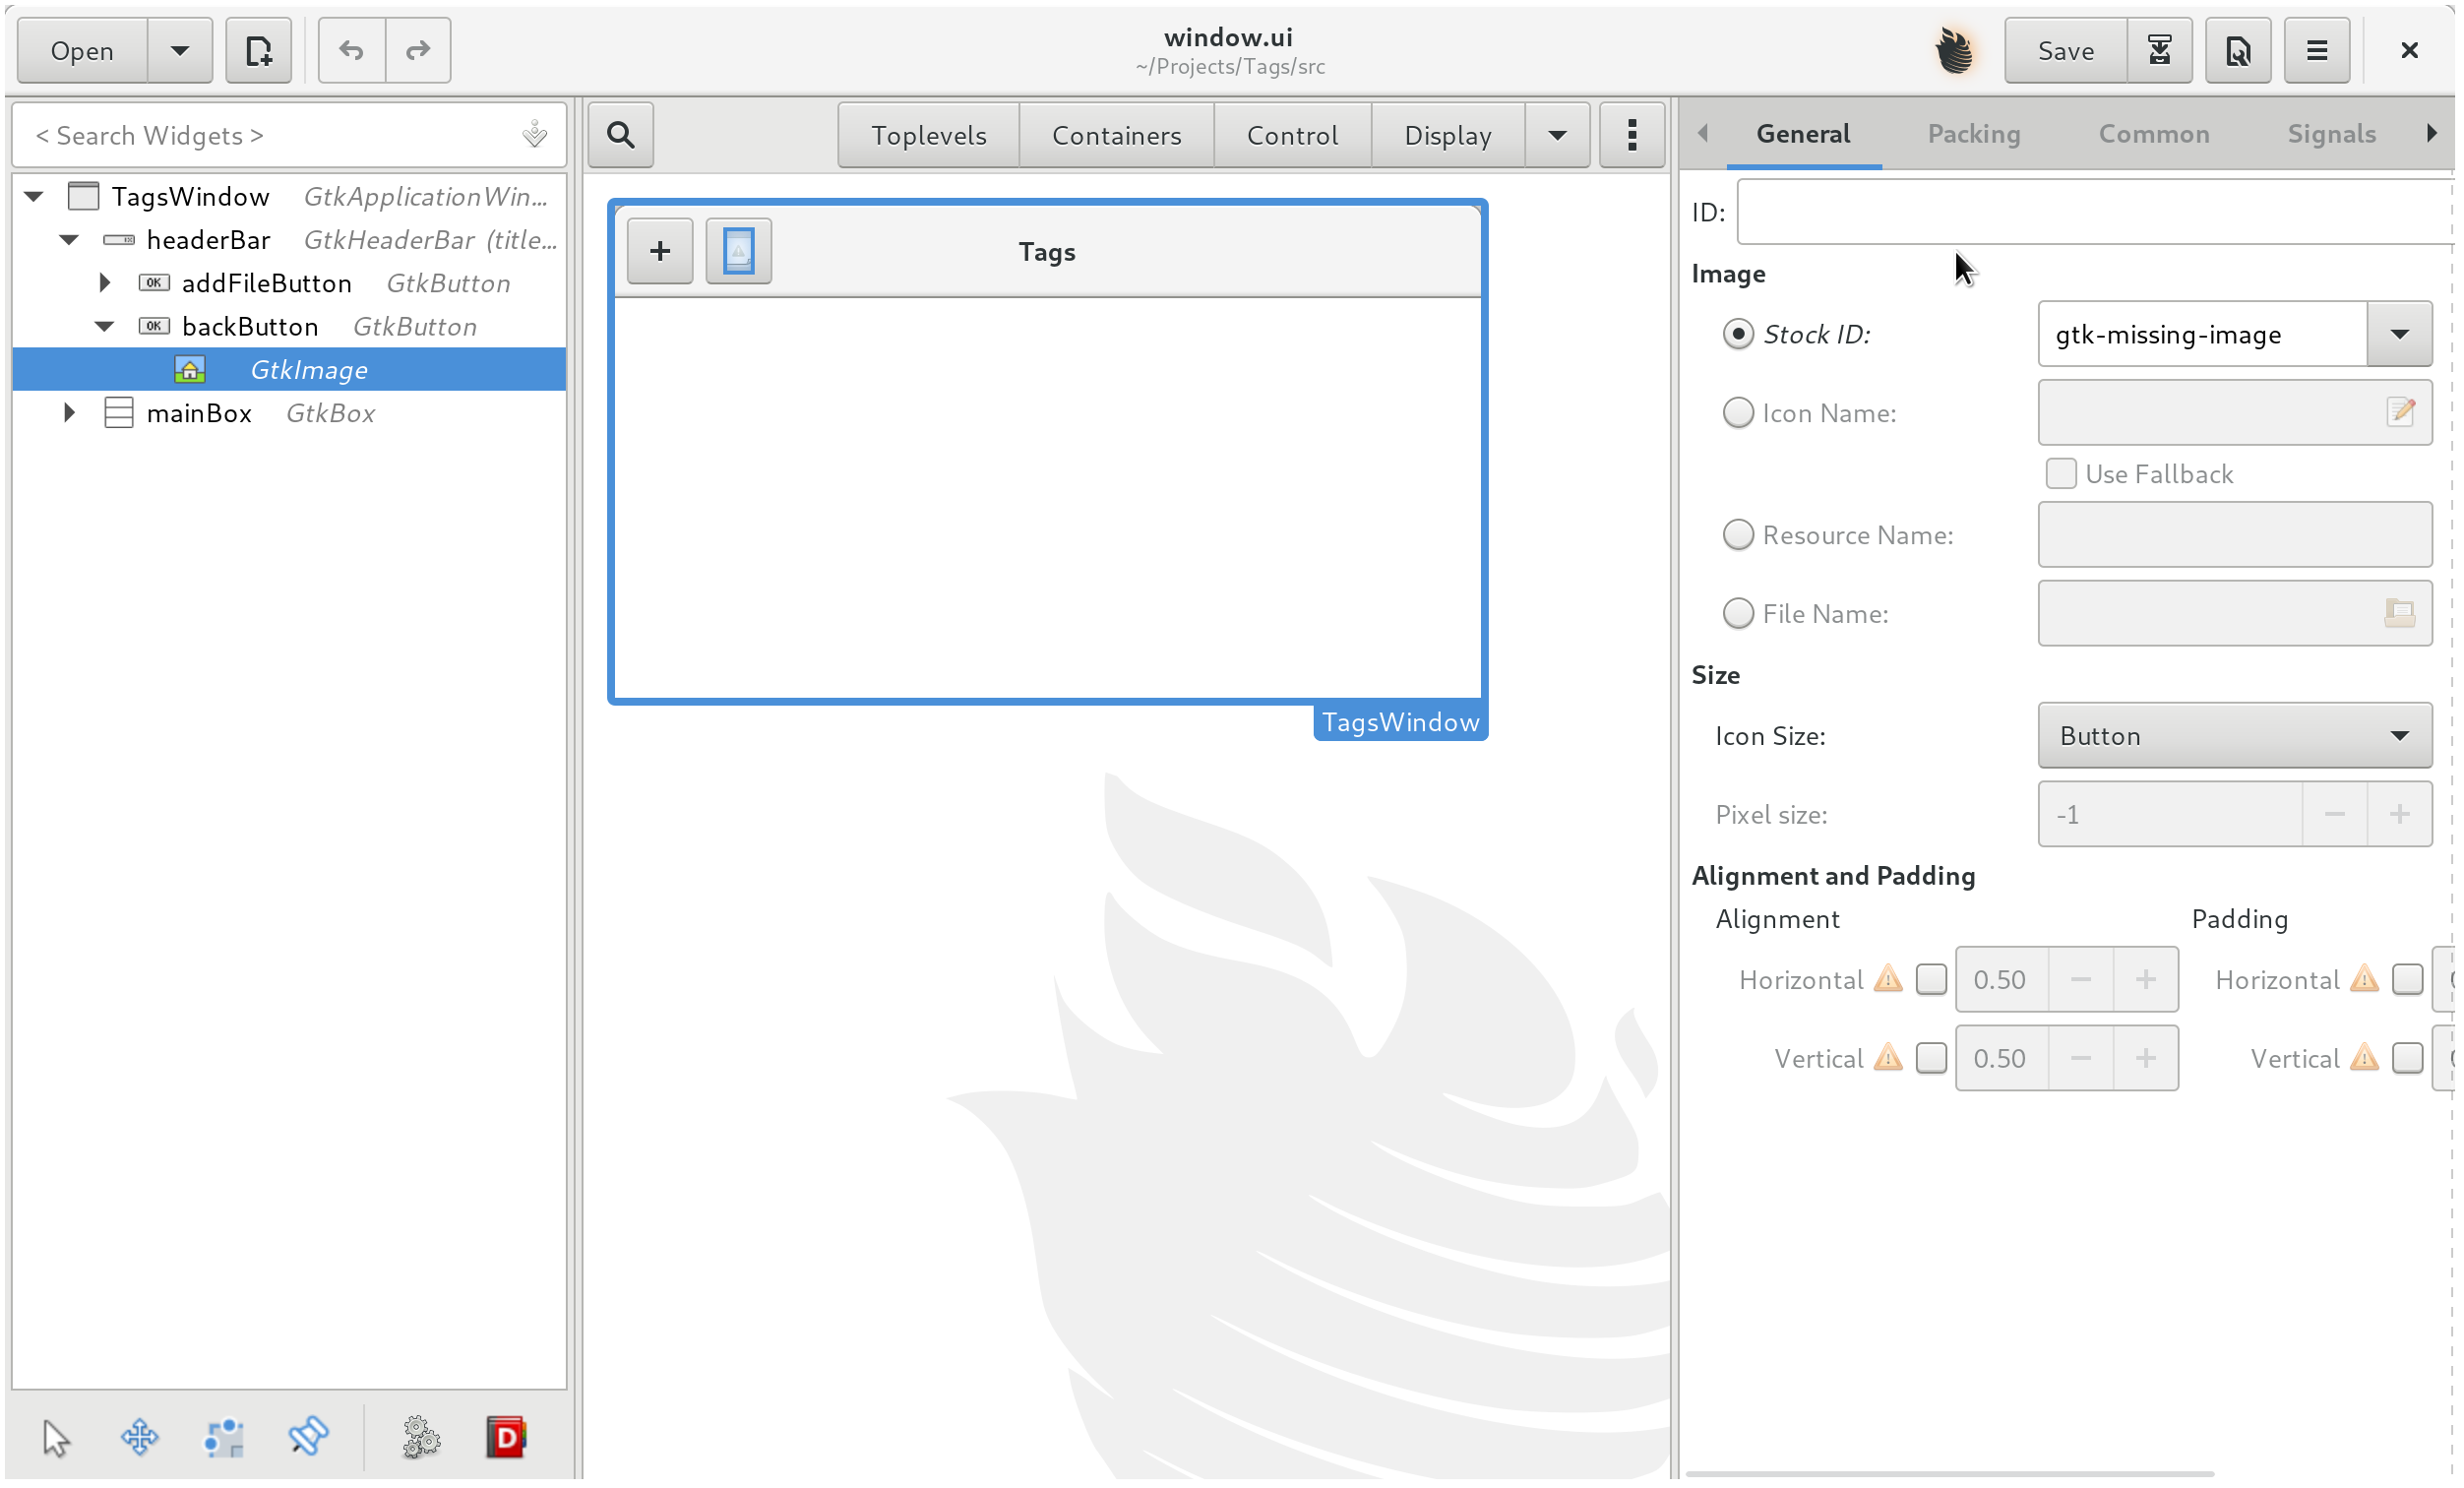 Open
window.ui
~/Projects/Tags/src
Save
< Search Widgets >
TagsWindow GtkApplicationWin...
headerBar GtkHeaderBar (title...
OK addFileButton GtkButton
OK backButton GtkButton
GtkImage
mainBox GtkBox
D
Toplevels Containers Control Display
Tags
TagsWindow
General Packing Common Signals
ID:
Image
Stock ID: gtk-missing-image
Icon Name:
Use Fallback
Resource Name:
File Name:
Size
Icon Size: Button
Pixel size: -1
Alignment and Padding
Alignment Padding
Horizontal 0.50 Horizontal
Vertical 0.50 Vertical